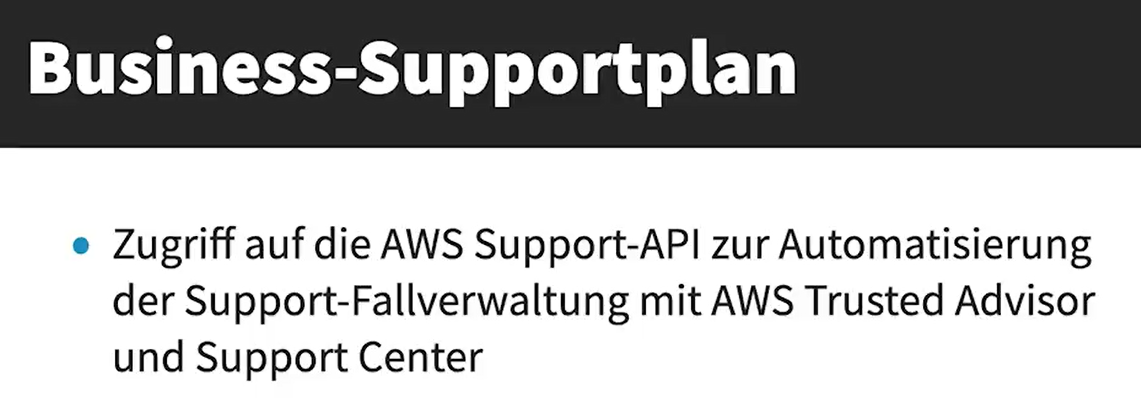 Business-Supportplan
• Zugriff auf die AWS Support-API zur Automatisierung
der Support-Fallverwaltung mit AWS Trusted Advisor
und Support Center